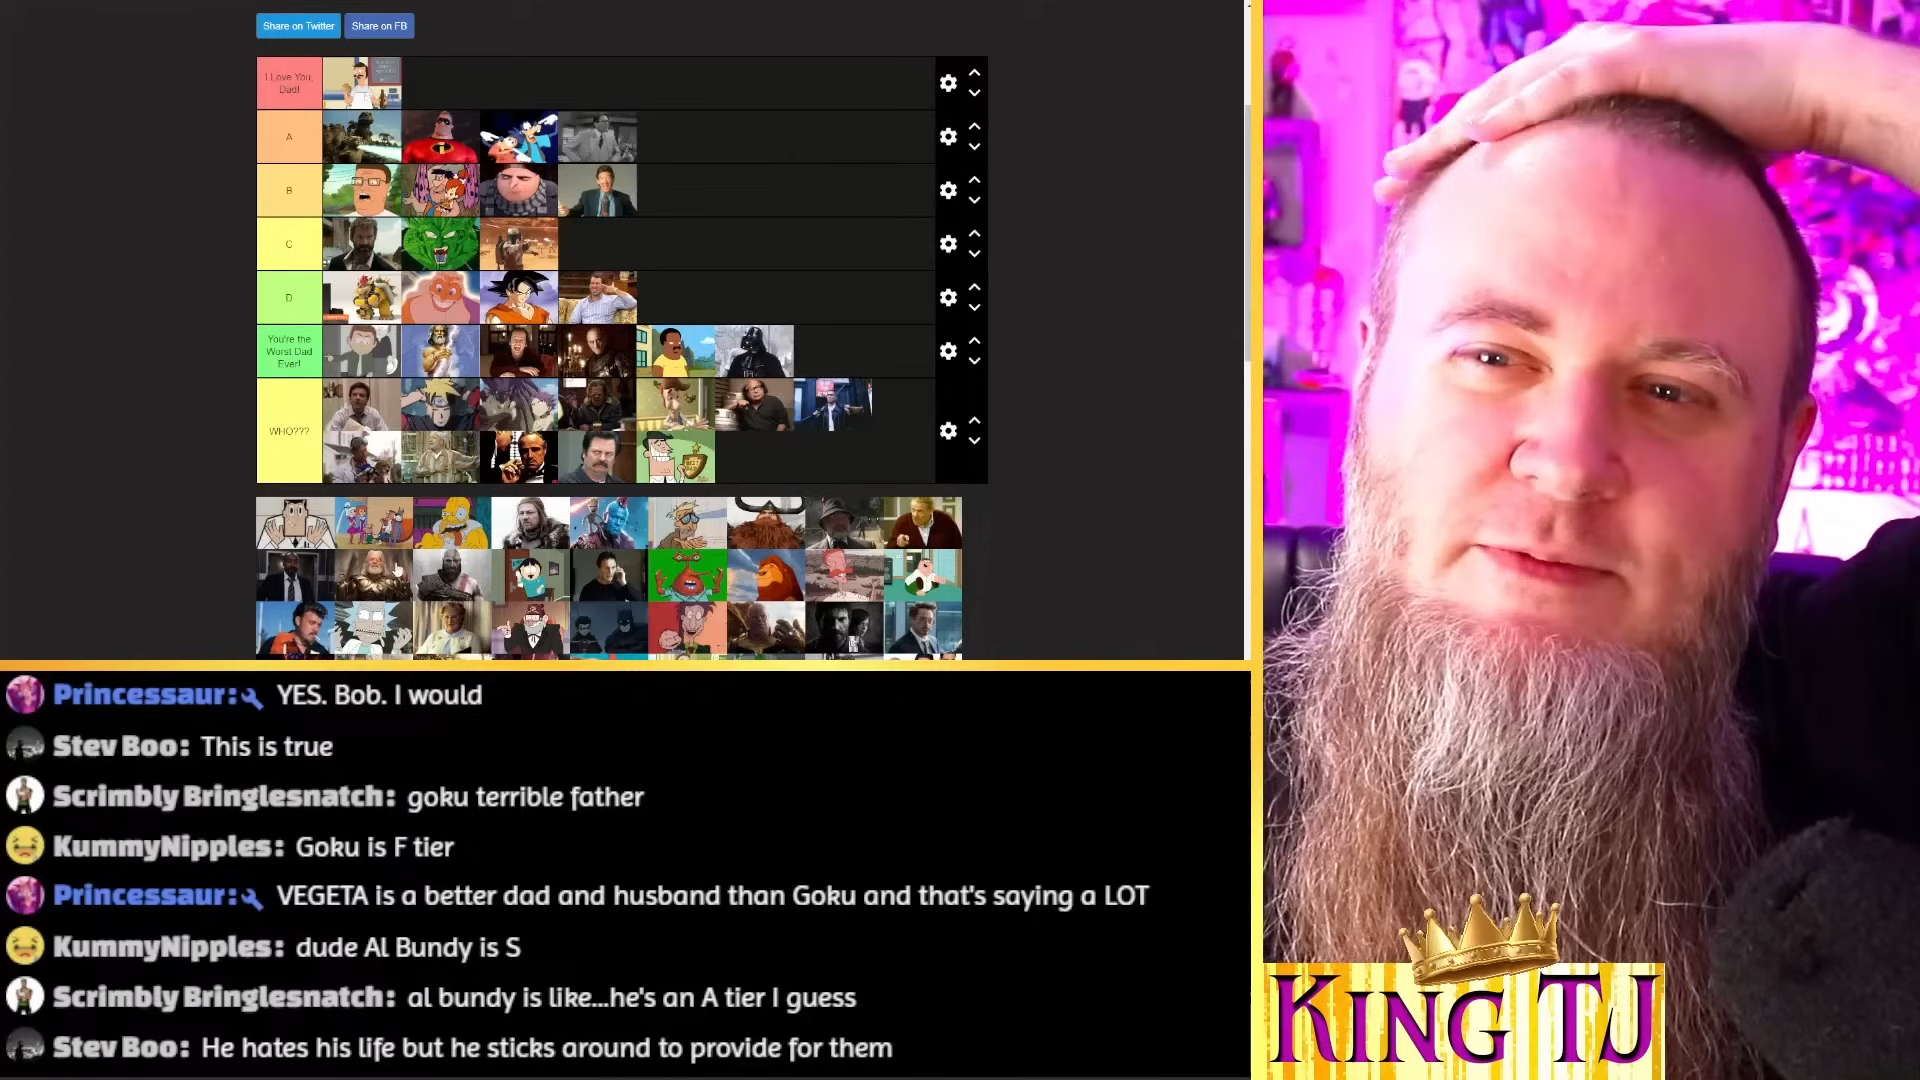 Share on Twitter
Share on FB
I Love You,
Dad!
A
B
C
D
You're the
Worst Dad
Ever!
WHO???
Princessaur: YES. Bob. I would
Stev Boo: This is true
Scrimbly Bringlesnatch: goku terrible father
KummyNipples: Goku is F tier
Princessaur: VEGETA is a better dad and husband than Goku and that's saying a LOT
KummyNipples: dude Al Bundy is S
Scrimbly Bringlesnatch: al bundy is like...he's an A tier I guess
Stev Boo: He hates his life but he sticks around to provide for them
KING TJ